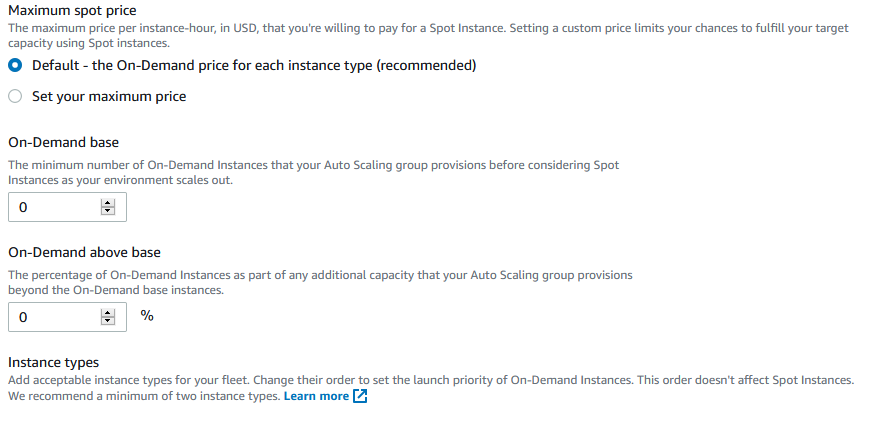 Maximum spot price
The maximum price per instance-hour, in USD, that you're willing to pay for a Spot Instance. Setting a custom price limits your chances to fulfill your target
capacity using Spot instances.
Default - the On-Demand price for each instance type (recommended)
Set your maximum price
On-Demand base
The minimum number of On-Demand Instances that your Auto Scaling group provisions before considering Spot
Instances as your environment scales out.
0
On-Demand above base
The percentage of On-Demand Instances as part of any additional capacity that your Auto Scaling group provisions
beyond the On-Demand base instances.
0 %
Instance types
Add acceptable instance types for your fleet. Change their order to set the launch priority of On-Demand Instances. This order doesn't affect Spot Instances.
We recommend a minimum of two instance types. Learn more